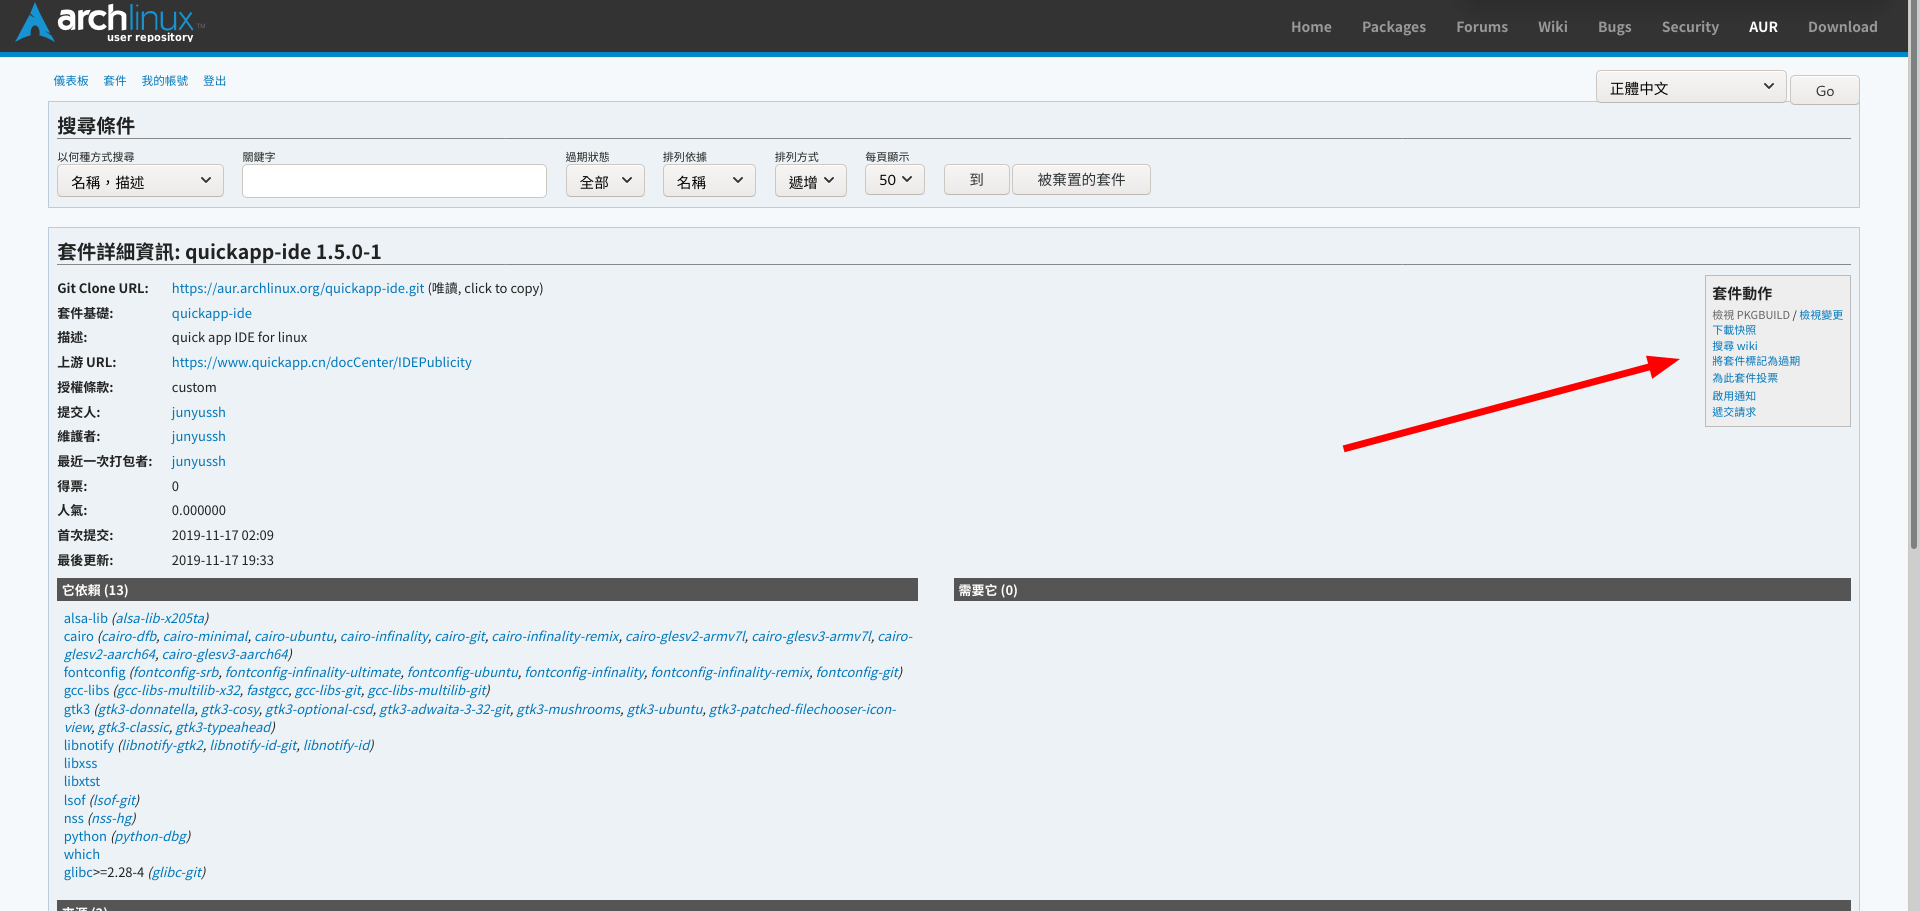 archlinux™
user repository
Home Packages Forums Wiki Bugs Security AUR Download
儀表板 套件 我的帳號 登出
正體中文 Go
搜尋條件
以何種方式搜尋 關鍵字 過期狀態 排列依據 排列方式 每頁顯示
名稱，描述 全部 名稱 遞增 50 到 被棄置的套件
套件詳細資訊: quickapp-ide 1.5.0-1
Git Clone URL: https://aur.archlinux.org/quickapp-ide.git (唯讀, click to copy)
套件基礎: quickapp-ide
描述: quick app IDE for linux
上游 URL: https://www.quickapp.cn/docCenter/IDEPublicity
授權條款: custom
提交人: junyussh
維護者: junyussh
最近一次打包者: junyussh
得票: 0
人氣: 0.000000
首次提交: 2019-11-17 02:09
最後更新: 2019-11-17 19:33
套件動作
檢視 PKGBUILD / 檢視變更
下載快照
搜尋 wiki
將套件標記為過期
為此套件投票
啟用通知
遞交請求
它依賴 (13)
alsa-lib (alsa-lib-x205ta)
cairo (cairo-dfb, cairo-minimal, cairo-ubuntu, cairo-infinality, cairo-git, cairo-infinality-remix, cairo-glesv2-armv7l, cairo-glesv3-armv7l, cairo-
glesv2-aarch64, cairo-glesv3-aarch64)
fontconfig (fontconfig-srb, fontconfig-infinality-ultimate, fontconfig-ubuntu, fontconfig-infinality, fontconfig-infinality-remix, fontconfig-git)
gcc-libs (gcc-libs-multilib-x32, fastgcc, gcc-libs-git, gcc-libs-multilib-git)
gtk3 (gtk3-donnatella, gtk3-cosy, gtk3-optional-csd, gtk3-adwaita-3-32-git, gtk3-mushrooms, gtk3-ubuntu, gtk3-patched-filechooser-icon-
view, gtk3-classic, gtk3-typeahead)
libnotify (libnotify-gtk2, libnotify-id-git, libnotify-id)
libxss
libxtst
lsof (lsof-git)
nss (nss-hg)
python (python-dbg)
which
glibc>=2.28-4 (glibc-git)
需要它 (0)